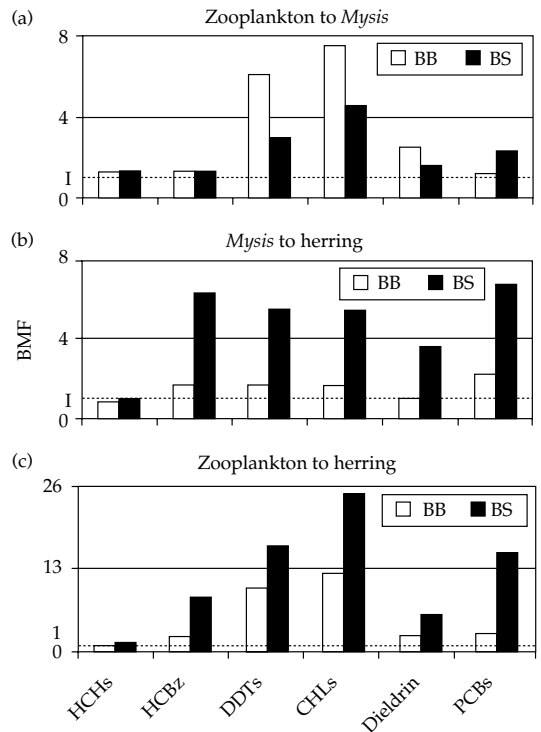 (a) Zooplankton to Mysis
8
BB BS
4
I
0
(b) Mysis to herring
8
BB BS
4
I
0
BMF
(c) Zooplankton to herring
26
BB BS
13
1
0
HCHs HCBz DDTs CHLs Dieldrin PCBs